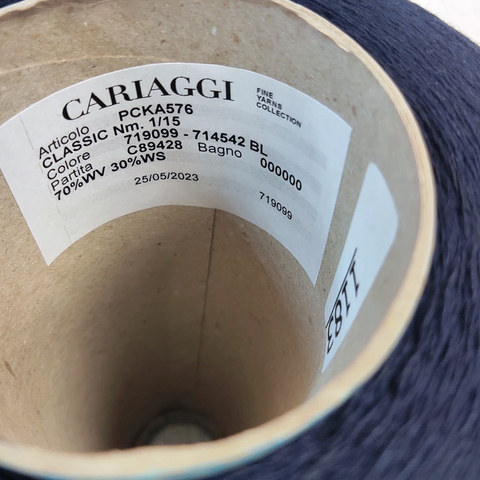 CARIAGGI
FINE
YARNS
COLLECTION
Articolo PCKA576
CLASSIC Nm. 1/15
Colore 719099 - 714542 BL
Partita C89428 Bagno 000000
70%WV 30%WS
25/05/2023
719099
1183